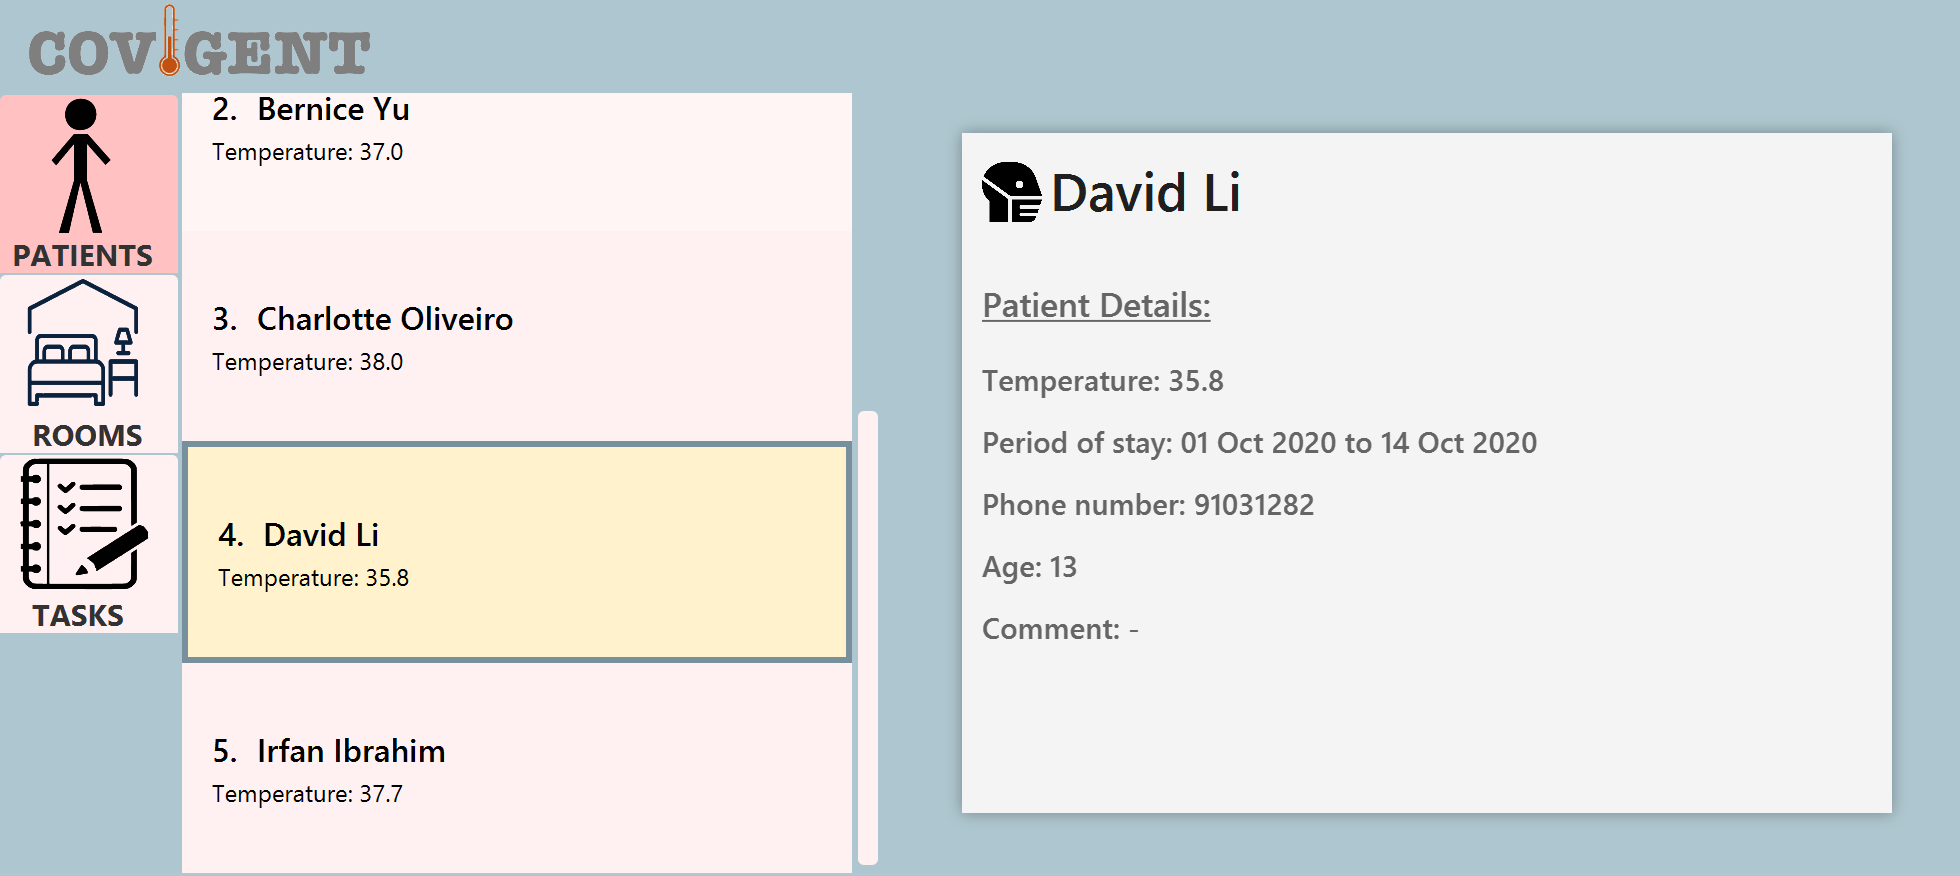 COVIGENT
PATIENTS
ROOMS
TASKS
2. Bernice Yu
Temperature: 37.0
3. Charlotte Oliveiro
Temperature: 38.0
4. David Li
Temperature: 35.8
5. Irfan Ibrahim
Temperature: 37.7
David Li
Patient Details:
Temperature: 35.8
Period of stay: 01 Oct 2020 to 14 Oct 2020
Phone number: 91031282
Age: 13
Comment: -